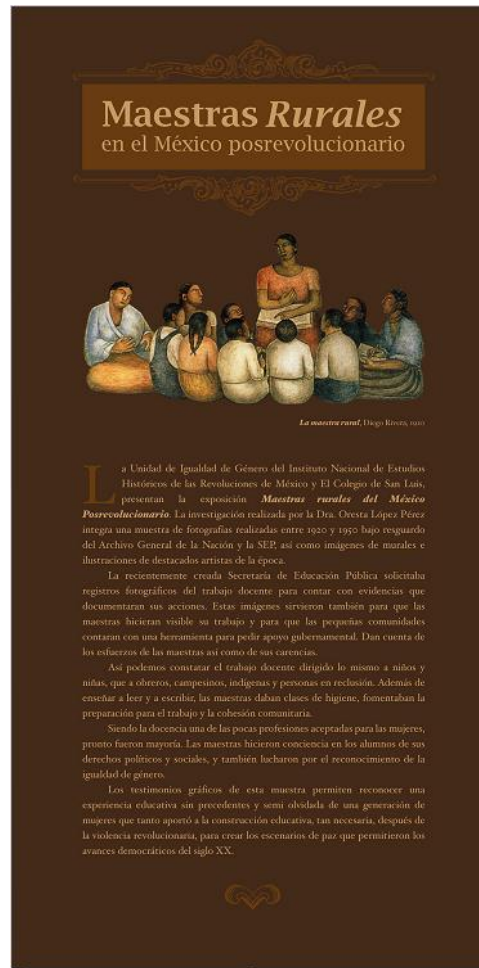 Maestras Rurales
en el México posrevolucionario
La maestra rural, Diego Rivera, 1910
La Unidad de Igualdad de Género del Instituto Nacional de Estudios
Históricos de las Revoluciones de México y El Colegio de San Luis,
presentan la exposición Maestras rurales del México
Posrevolucionario. La investigación realizada por la Dra. Oresta López Pérez
integra una muestra de fotografías realizadas entre 1920 y 1950 bajo resguardo
del Archivo General de la Nación y la SEP, así como imágenes de murales e
ilustraciones de destacados artistas de la época.
La recientemente creada Secretaría de Educación Pública solicitaba
registros fotográficos del trabajo docente para contar con evidencias que
documentaran sus acciones. Estas imágenes sirvieron también para que las
maestras hicieran visible su trabajo y para que las pequeñas comunidades
contaran con una herramienta para pedir apoyo gubernamental. Dan cuenta de
los esfuerzos de las maestras así como de sus carencias.
Así podemos constatar el trabajo docente dirigido lo mismo a niños y
niñas, que a obreros, campesinos, indígenas y personas en reclusión. Además de
enseñar a leer y a escribir, las maestras daban clases de higiene, fomentaban la
preparación para el trabajo y la cohesión comunitaria.
Siendo la docencia una de las pocas profesiones aceptadas para las mujeres,
pronto fueron mayoría. Las maestras hicieron conciencia en los alumnos de sus
derechos políticos y sociales, y también lucharon por el reconocimiento de la
igualdad de género.
Los testimonios gráficos de esta muestra permiten reconocer una
experiencia educativa sin precedentes y semi olvidada de una generación de
mujeres que tanto aportó a la construcción educativa, tan necesaria, después de
la violencia revolucionaria, para crear los escenarios de paz que permitieron los
avances democráticos del siglo XX.